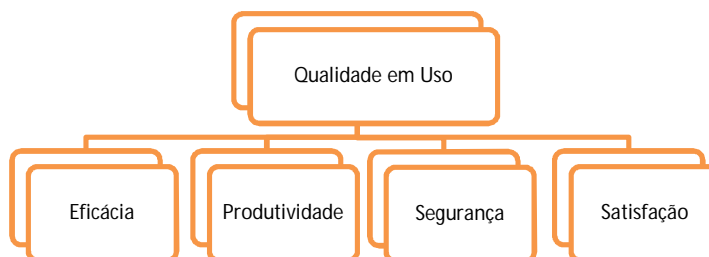 Qualidade em Uso
Eficácia
Produtividade
Segurança
Satisfação